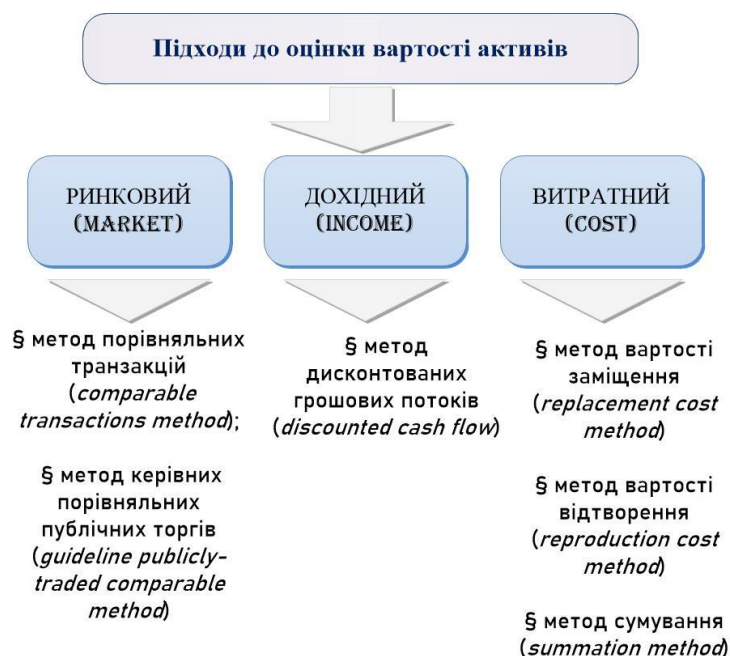 Підходи до оцінки вартості активів
РИНКОВИЙ
(MARKET)
§ метод порівняльних
транзакцій
(comparable
transactions method);
§ метод керівних
порівняльних
публічних торгів
(guideline publicly-
traded comparable
method)
ДОХІДНИЙ
(INCOME)
§ метод
дисконтованих
грошових потоків
(discounted cash flow)
ВИТРАТНИЙ
(COST)
§ метод вартості
заміщення
(replacement cost
method)
§ метод вартості
відтворення
(reproduction cost
method)
§ метод сумування
(summation method)